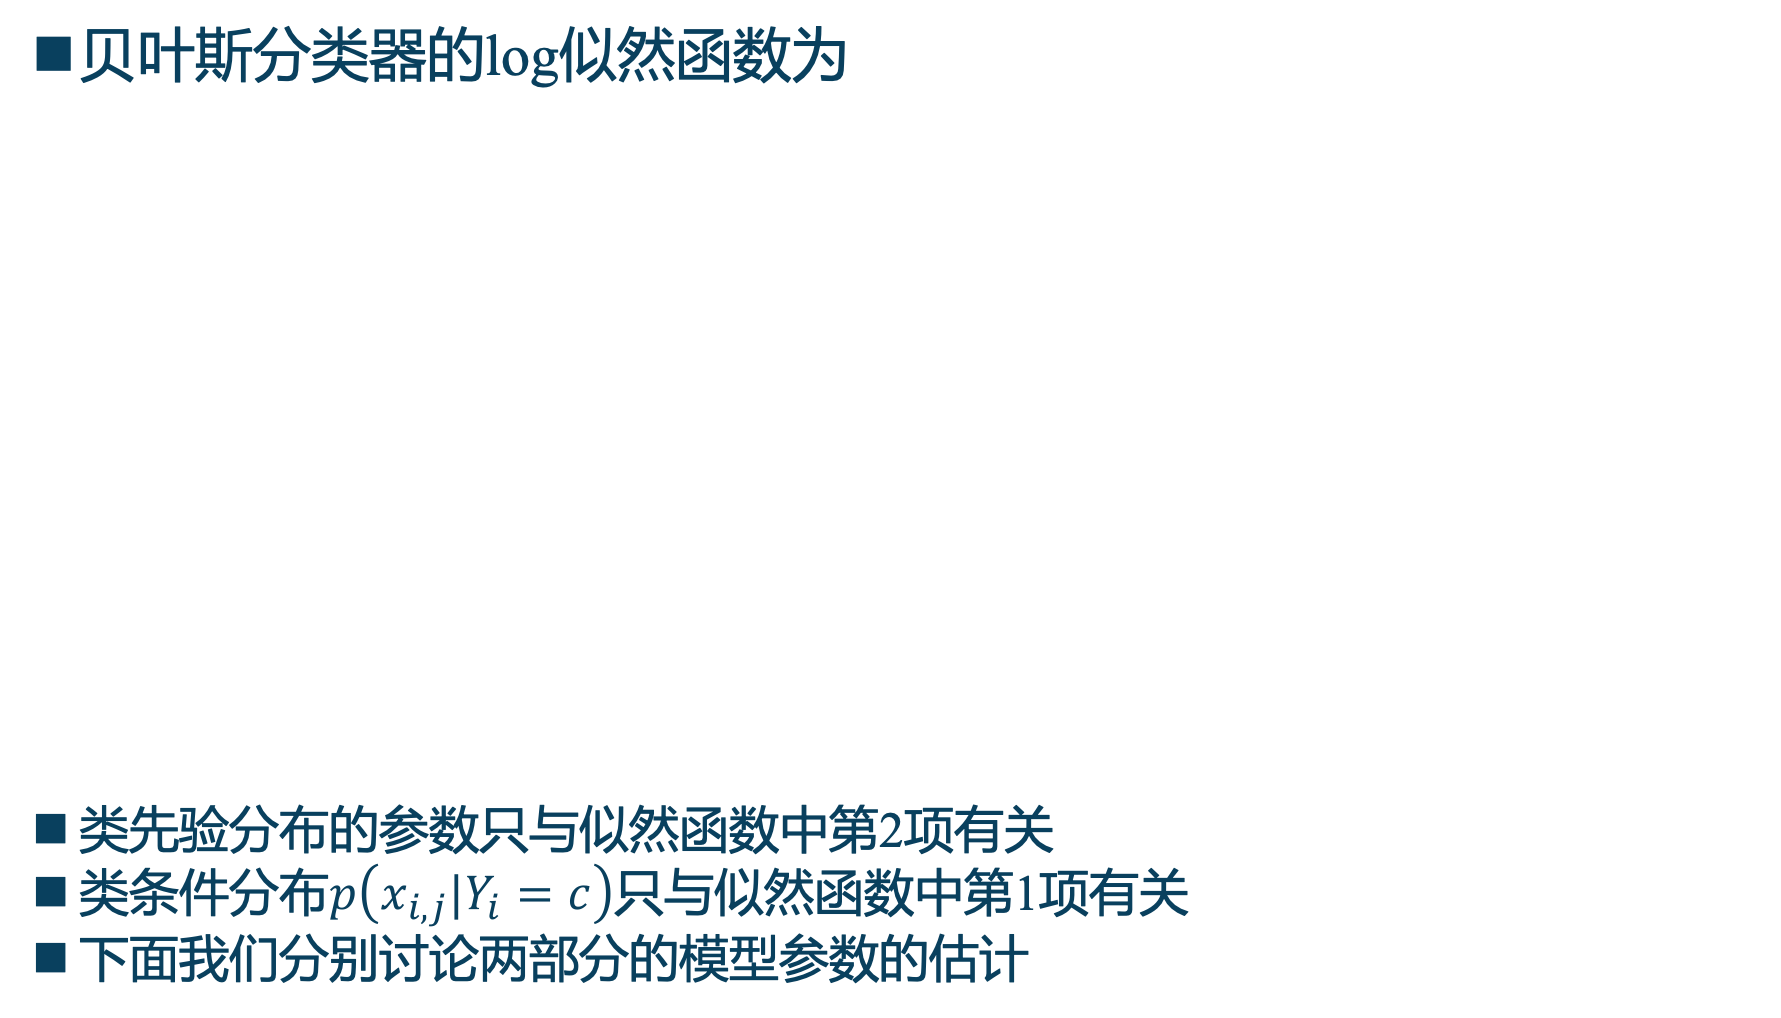 ■贝叶斯分类器的log似然函数为
■类先验分布的参数只与似然函数中第2项有关
■类条件分布p(x_{i,j}|Y_i = c)只与似然函数中第1项有关
■下面我们分别讨论两部分的模型参数的估计